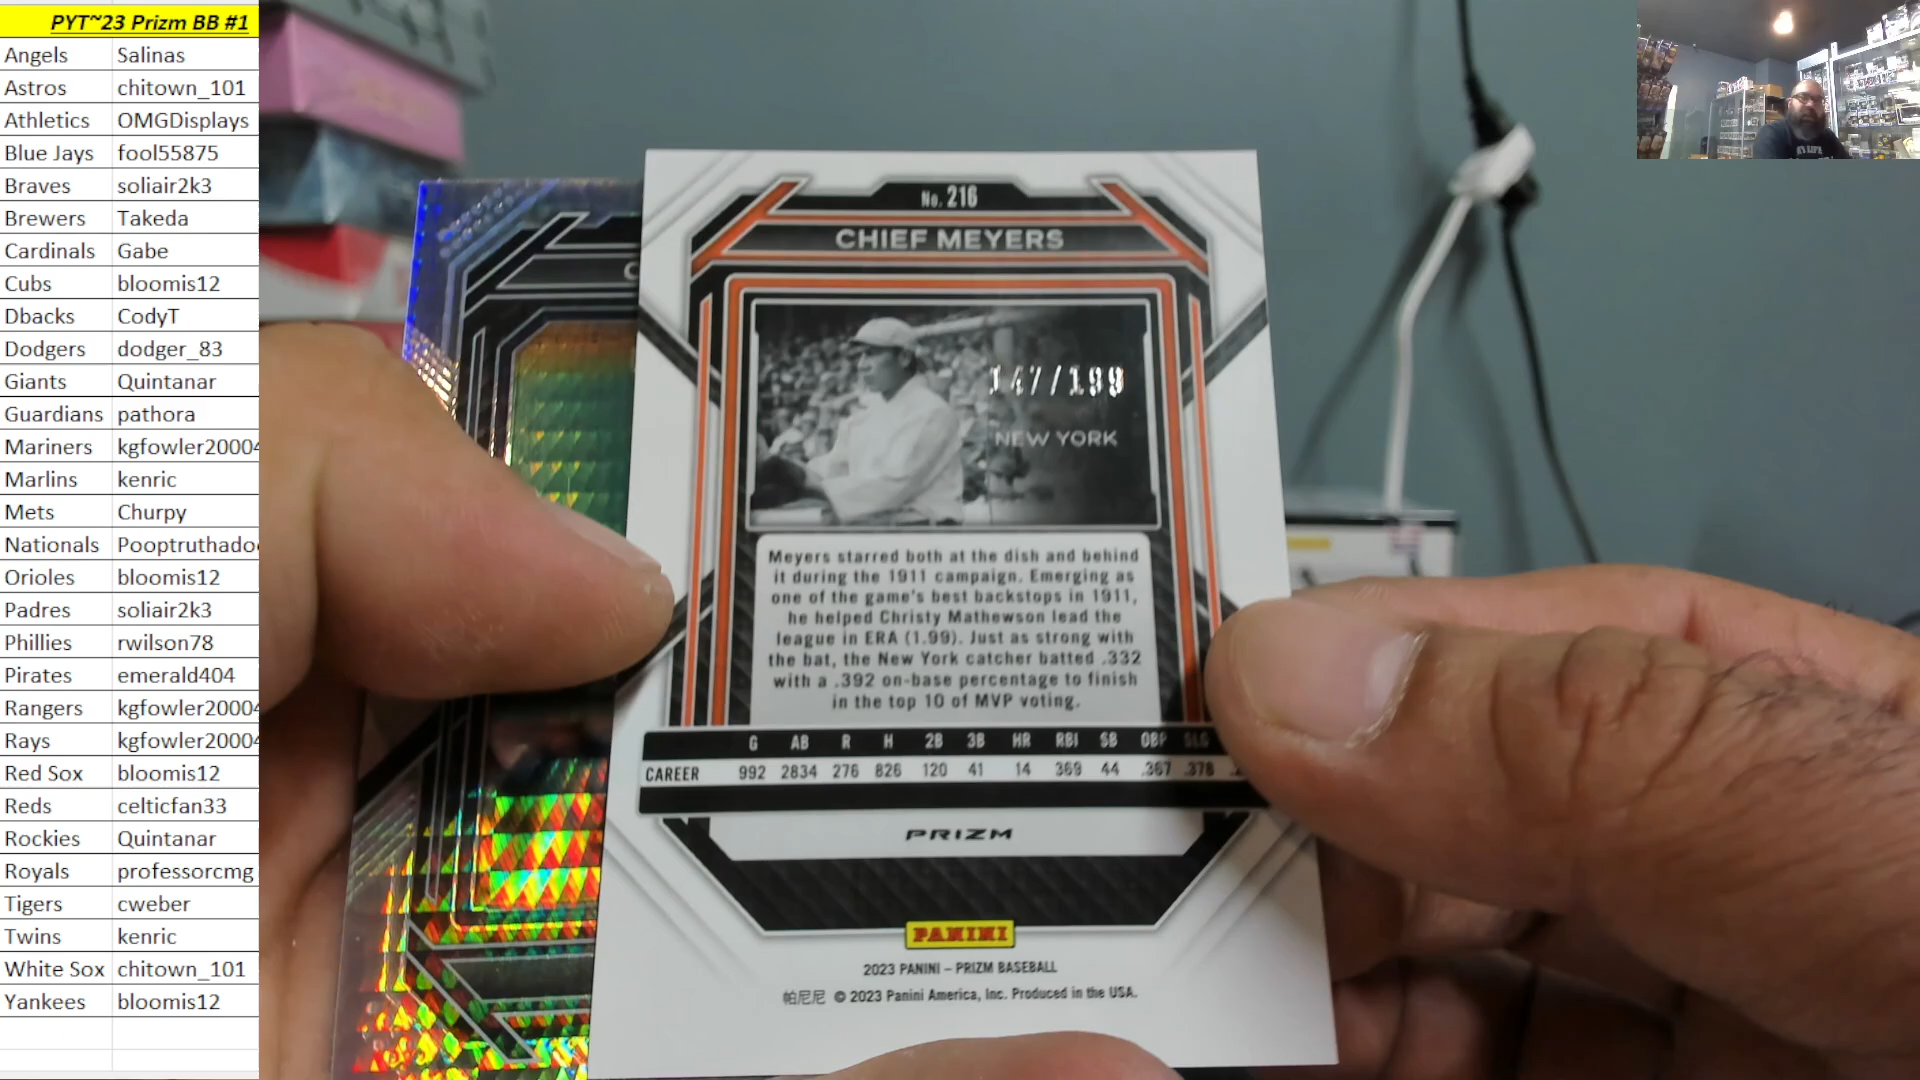 PYT~23 Prizm BB #1
Angels Salinas
Astros chitown_101
Athletics OMGDisplays
Blue Jays fool55875
Braves soliair2k3
Brewers Takeda
Cardinals Gabe
Cubs bloomis12
Dbacks CodyT
Dodgers dodger_83
Giants Quintanar
Guardians pathora
Mariners kgfowler20004
Marlins kenric
Mets Churpy
Nationals Pooptruthado
Orioles bloomis12
Padres soliair2k3
Phillies rwilson78
Pirates emerald404
Rangers kgfowler20004
Rays kgfowler20004
Red Sox bloomis12
Reds celticfan33
Rockies Quintanar
Royals professorcmg
Tigers cweber
Twins kenric
White Sox chitown_101
Yankees bloomis12
No. 216
CHIEF MEYERS
147/199
NEW YORK
Meyers starred both at the dish and behind
it during the 1911 campaign. Emerging as
one of the game's best backstops in 1911,
he helped Christy Mathewson lead the
league in ERA (1.99). Just as strong with
the bat, the New York catcher batted .332
with a .392 on-base percentage to finish
in the top 10 of MVP voting.
G AB R H 2B 3B HR RBI SB OBP SLG
CAREER 992 2834 276 826 120 41 14 369 44 .367 .378
PRIZM
PANINI
2023 PANINI – PRIZM BASEBALL
帕尼尼 © 2023 Panini America, Inc. Produced in the USA.